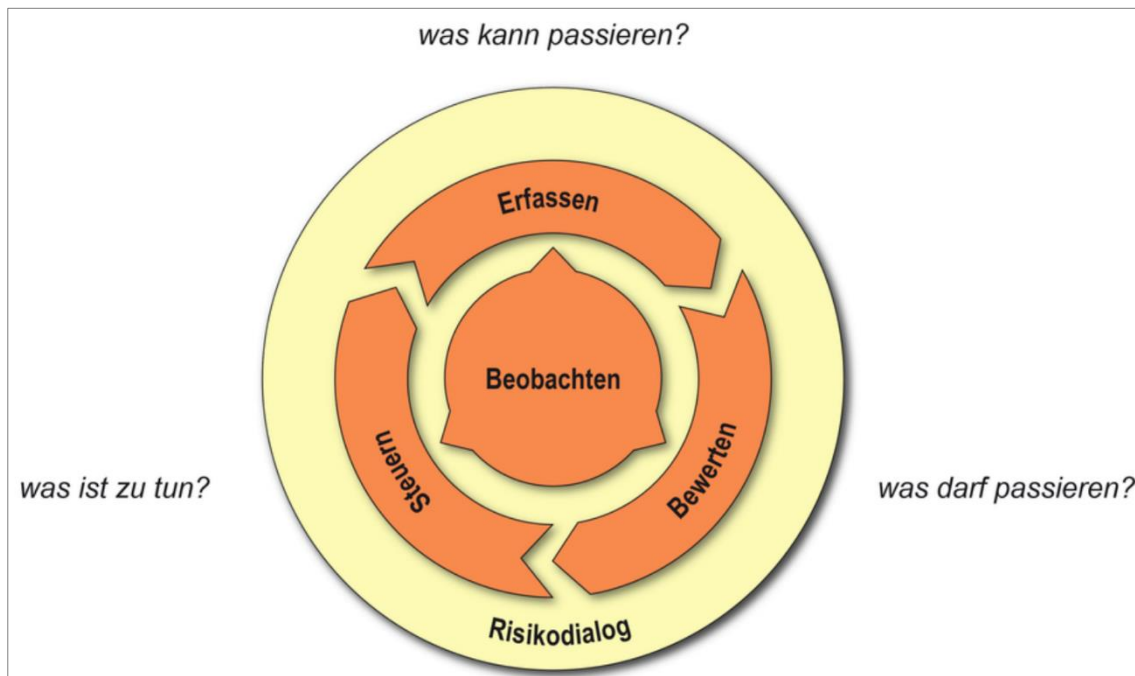 was kann passieren?
Erfassen
Beobachten
Steuern
Bewerten
was ist zu tun?
was darf passieren?
Risikodialog